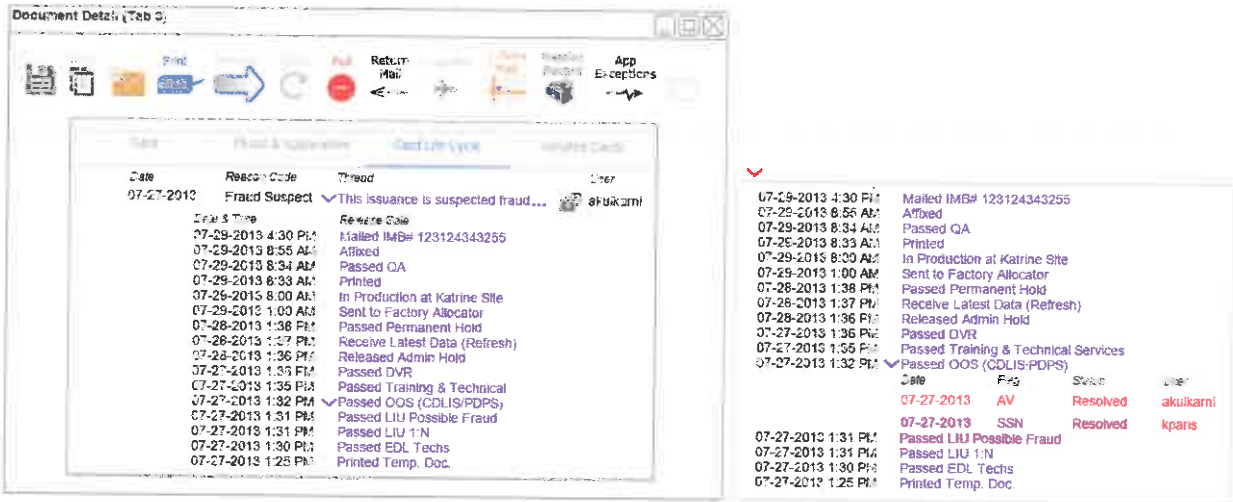 Document Detail (Tab 3)
Print
Pull
Return Mail
App Exceptions
Card Life Cycle
Date Reason Code Thread User
07-27-2013 Fraud Suspect This issuance is suspected fraud... akulkarni
Date & Time Release Gate
07-29-2013 4:30 PM Mailed IMB# 123124343255
07-29-2013 8:55 AM Affixed
07-29-2013 8:34 AM Passed QA
07-29-2013 8:33 AM Printed
07-29-2013 8:00 AM In Production at Katrine Site
07-29-2013 1:00 AM Sent to Factory Allocator
07-28-2013 1:38 PM Passed Permanent Hold
07-28-2013 1:37 PM Receive Latest Data (Refresh)
07-28-2013 1:36 PM Released Admin Hold
07-27-2013 1:36 PM Passed DVR
07-27-2013 1:35 PM Passed Training & Technical
07-27-2013 1:32 PM Passed OOS (CDLIS/PDPS)
07-27-2013 1:31 PM Passed LIU Possible Fraud
07-27-2013 1:31 PM Passed LIU 1:N
07-27-2013 1:30 PM Passed EDL Techs
07-27-2013 1:25 PM Printed Temp. Doc.
07-29-2013 4:30 PM Mailed IMB# 123124343255
07-29-2013 8:55 AM Affixed
07-29-2013 8:34 AM Passed QA
07-29-2013 8:33 AM Printed
07-29-2013 8:00 AM In Production at Katrine Site
07-29-2013 1:00 AM Sent to Factory Allocator
07-28-2013 1:38 PM Passed Permanent Hold
07-28-2013 1:37 PM Receive Latest Data (Refresh)
07-28-2013 1:36 PM Released Admin Hold
07-27-2013 1:36 PM Passed DVR
07-27-2013 1:35 PM Passed Training & Technical Services
07-27-2013 1:32 PM Passed OOS (CDLIS/PDPS)
Date Flag Status User
07-27-2013 AV Resolved akulkarni
07-27-2013 SSN Resolved kparis
07-27-2013 1:31 PM Passed LIU Possible Fraud
07-27-2013 1:31 PM Passed LIU 1:N
07-27-2013 1:30 PM Passed EDL Techs
07-27-2013 1:25 PM Printed Temp. Doc.